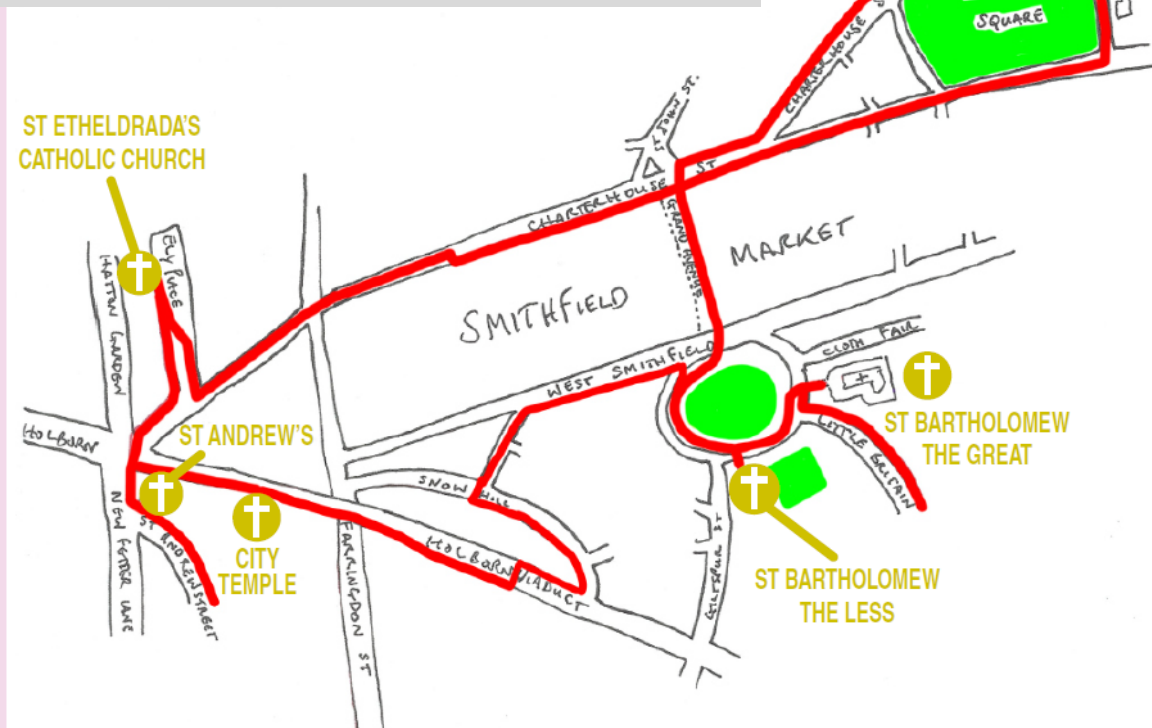 SQUARE
CHARTERHOUSE
ST JOHN ST.
ST ETHELDRADA'S
CATHOLIC CHURCH
CHARTERHOUSE ST
GRAND AVENUE
MARKET
ELY PLACE
HATTON GARDEN
SMITHFIELD
CLOTH FAIR
WEST SMITHFIELD
ST BARTHOLOMEW
THE GREAT
HOLBORN
ST ANDREW'S
LITTLE BRITAIN
SNOW HILL
NEW FETTER LANE
ST ANDREW STREET
CITY
TEMPLE
FARRINGDON ST
HOLBORN VIADUCT
GILTSPUR ST
ST BARTHOLOMEW
THE LESS